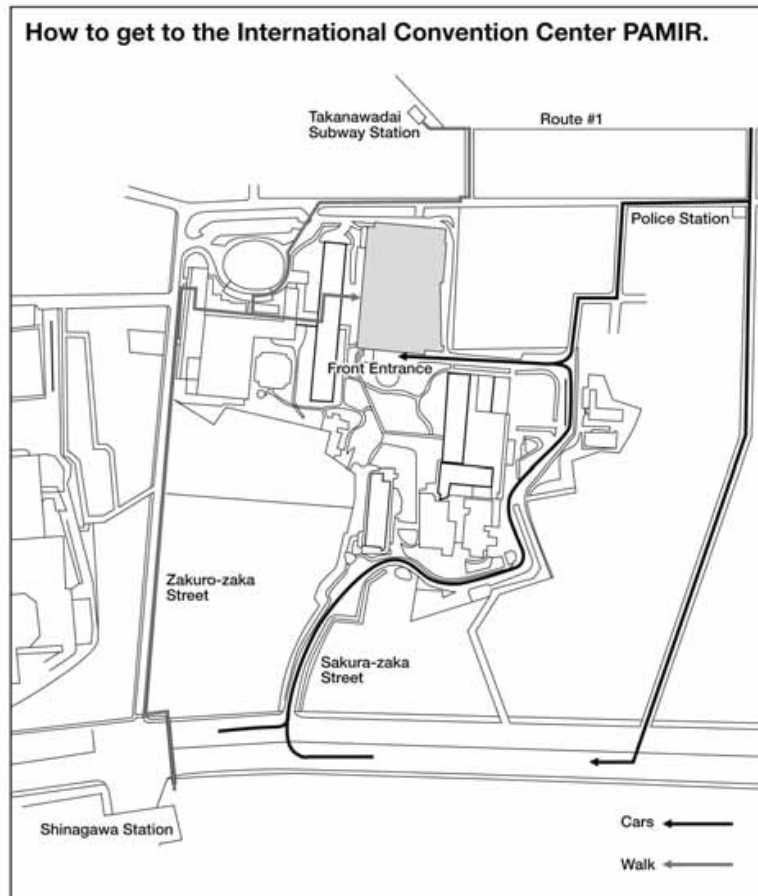 How to get to the International Convention Center PAMIR.
Takanawadai
Subway Station
Route #1
Police Station
Front Entrance
Zakuro-zaka
Street
Sakura-zaka
Street
Shinagawa Station
Cars
Walk